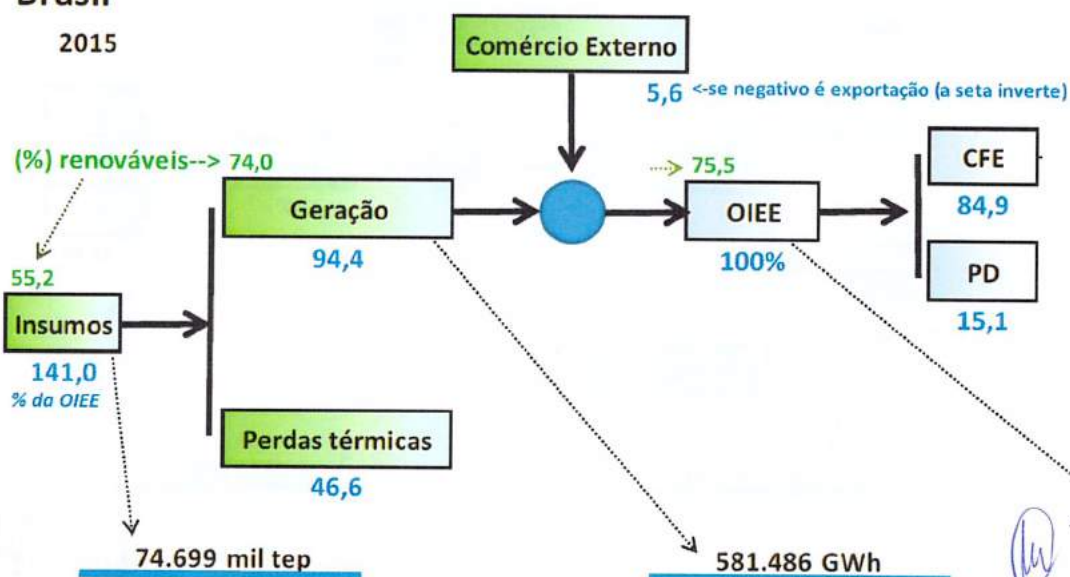 Brasil
2015
Comércio Externo
5,6 <-se negativo é exportação (a seta inverte)
(%) renováveis--> 74,0
75,5
CFE
84,9
Geração
94,4
OIEE
100%
PD
15,1
55,2
Insumos
141,0
% da OIEE
Perdas térmicas
46,6
74.699 mil tep
581.486 GWh